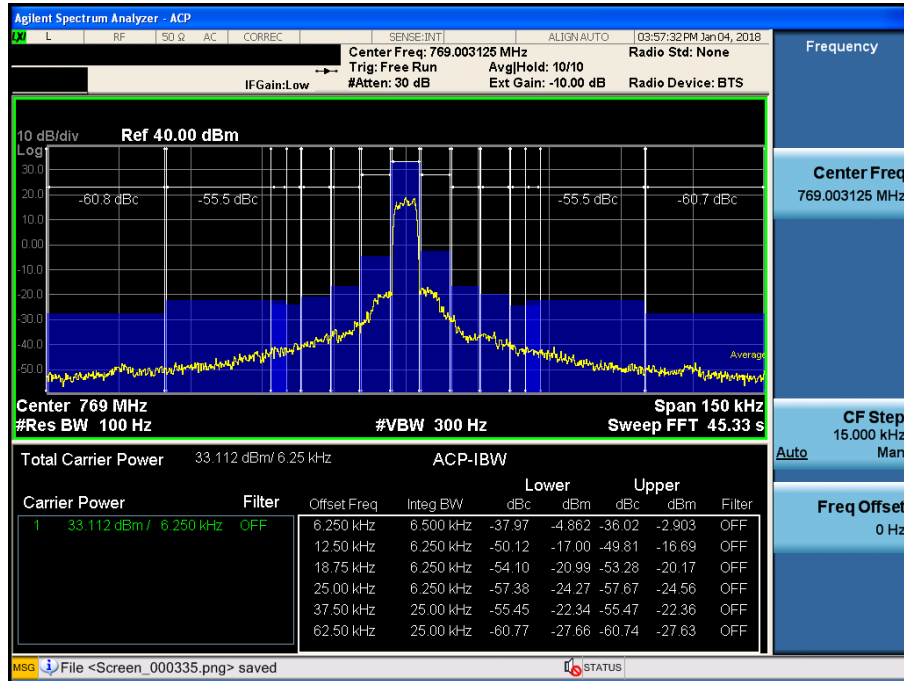 Agilent Spectrum Analyzer - ACP
LXI L RF 50 Ω AC CORREC SENSE:INT ALIGN AUTO 03:57:32 PM Jan 04, 2018
Center Freq: 769.003125 MHz Radio Std: None
Trig: Free Run Avg|Hold: 10/10
IFGain:Low #Atten: 30 dB Ext Gain: -10.00 dB Radio Device: BTS
Frequency
10 dB/div Ref 40.00 dBm
Log
30.0
20.0
-60.8 dBc -55.5 dBc -55.5 dBc -60.7 dBc
10.0
0.00
-10.0
-20.0
-30.0
-40.0
Average
-50.0
Center 769 MHz Span 150 kHz
#Res BW 100 Hz #VBW 300 Hz Sweep FFT 45.33 s
Center Freq
769.003125 MHz
CF Step
15.000 kHz
Auto Man
Freq Offset
0 Hz
Total Carrier Power 33.112 dBm/ 6.25 kHz ACP-IBW
Lower Upper
Carrier Power Filter Offset Freq Integ BW dBc dBm dBc dBm Filter
1 33.112 dBm / 6.250 kHz OFF 6.250 kHz 6.500 kHz -37.97 -4.862 -36.02 -2.903 OFF
12.50 kHz 6.250 kHz -50.12 -17.00 -49.81 -16.69 OFF
18.75 kHz 6.250 kHz -54.10 -20.99 -53.28 -20.17 OFF
25.00 kHz 6.250 kHz -57.38 -24.27 -57.67 -24.56 OFF
37.50 kHz 25.00 kHz -55.45 -22.34 -55.47 -22.36 OFF
62.50 kHz 25.00 kHz -60.77 -27.66 -60.74 -27.63 OFF
MSG File <Screen_000335.png> saved STATUS